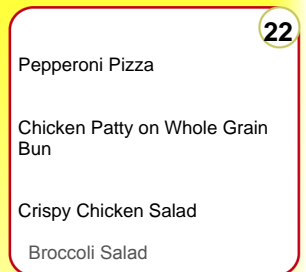 22
Pepperoni Pizza
Chicken Patty on Whole Grain
Bun
Crispy Chicken Salad
Broccoli Salad